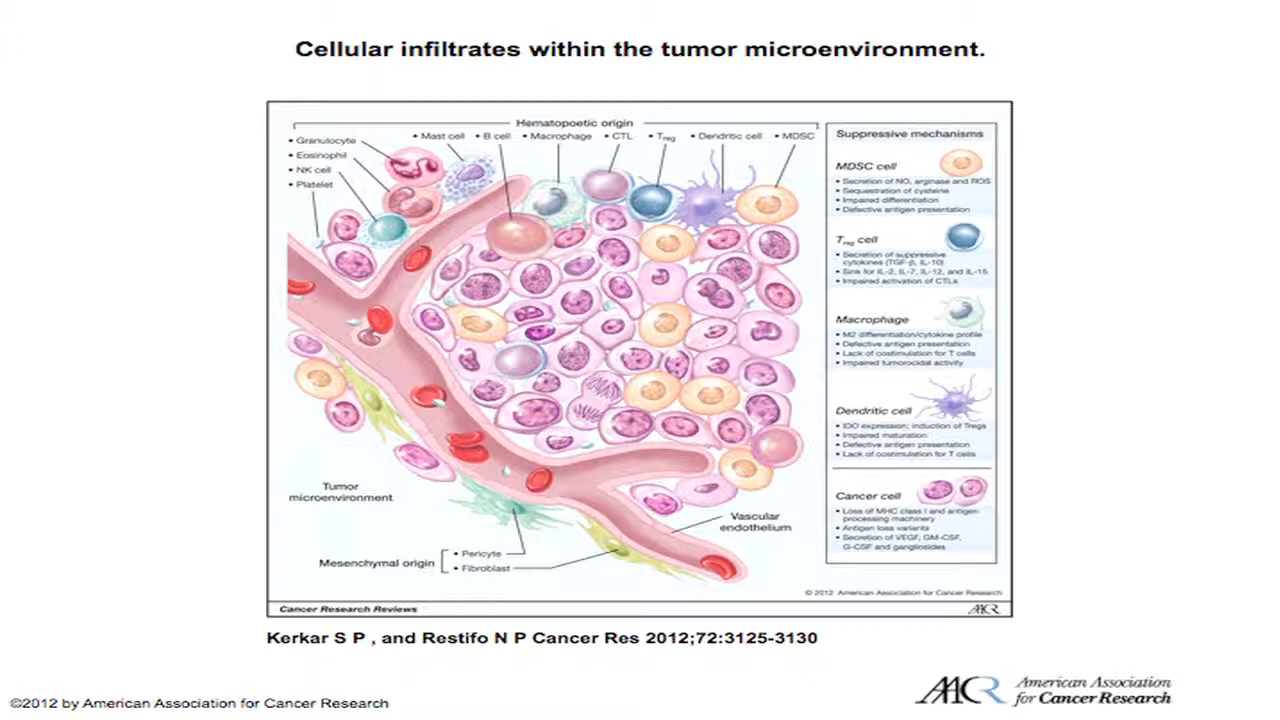 Cellular infiltrates within the tumor microenvironment.
Hematopoetic origin
• Granulocyte
• Eosinophil
• NK cell
• Platelet
• Mast cell • B cell • Macrophage • CTL • Treg • Dendritic cell • MDSC
Tumor
microenvironment
Mesenchymal origin
• Pericyte
• Fibroblast
Vascular
endothelium
Suppressive mechanisms
MDSC cell
• Secretion of NO, arginase and ROS
• Sequestration of cysteine
• Impaired differentiation
• Defective antigen presentation
Treg cell
• Secretion of suppressive
cytokines (TGF-β, IL-10)
• Sink for IL-2, IL-7, IL-12, and IL-15
• Impaired activation of CTLs
Macrophage
• M2 differentiation/cytokine profile
• Defective antigen presentation
• Lack of costimulation for T cells
• Impaired tumorocidal activity
Dendritic cell
• IDO expression; induction of Tregs
• Impaired maturation
• Defective antigen presentation
• Lack of costimulation for T cells
Cancer cell
• Loss of MHC class I and antigen
processing machinery
• Antigen loss variants
• Secretion of VEGF, GM-CSF,
G-CSF and gangliosides
© 2012 American Association for Cancer Research
Cancer Research Reviews
AACR
Kerkar S P , and Restifo N P Cancer Res 2012;72:3125-3130
©2012 by American Association for Cancer Research
AACR American Association
for Cancer Research